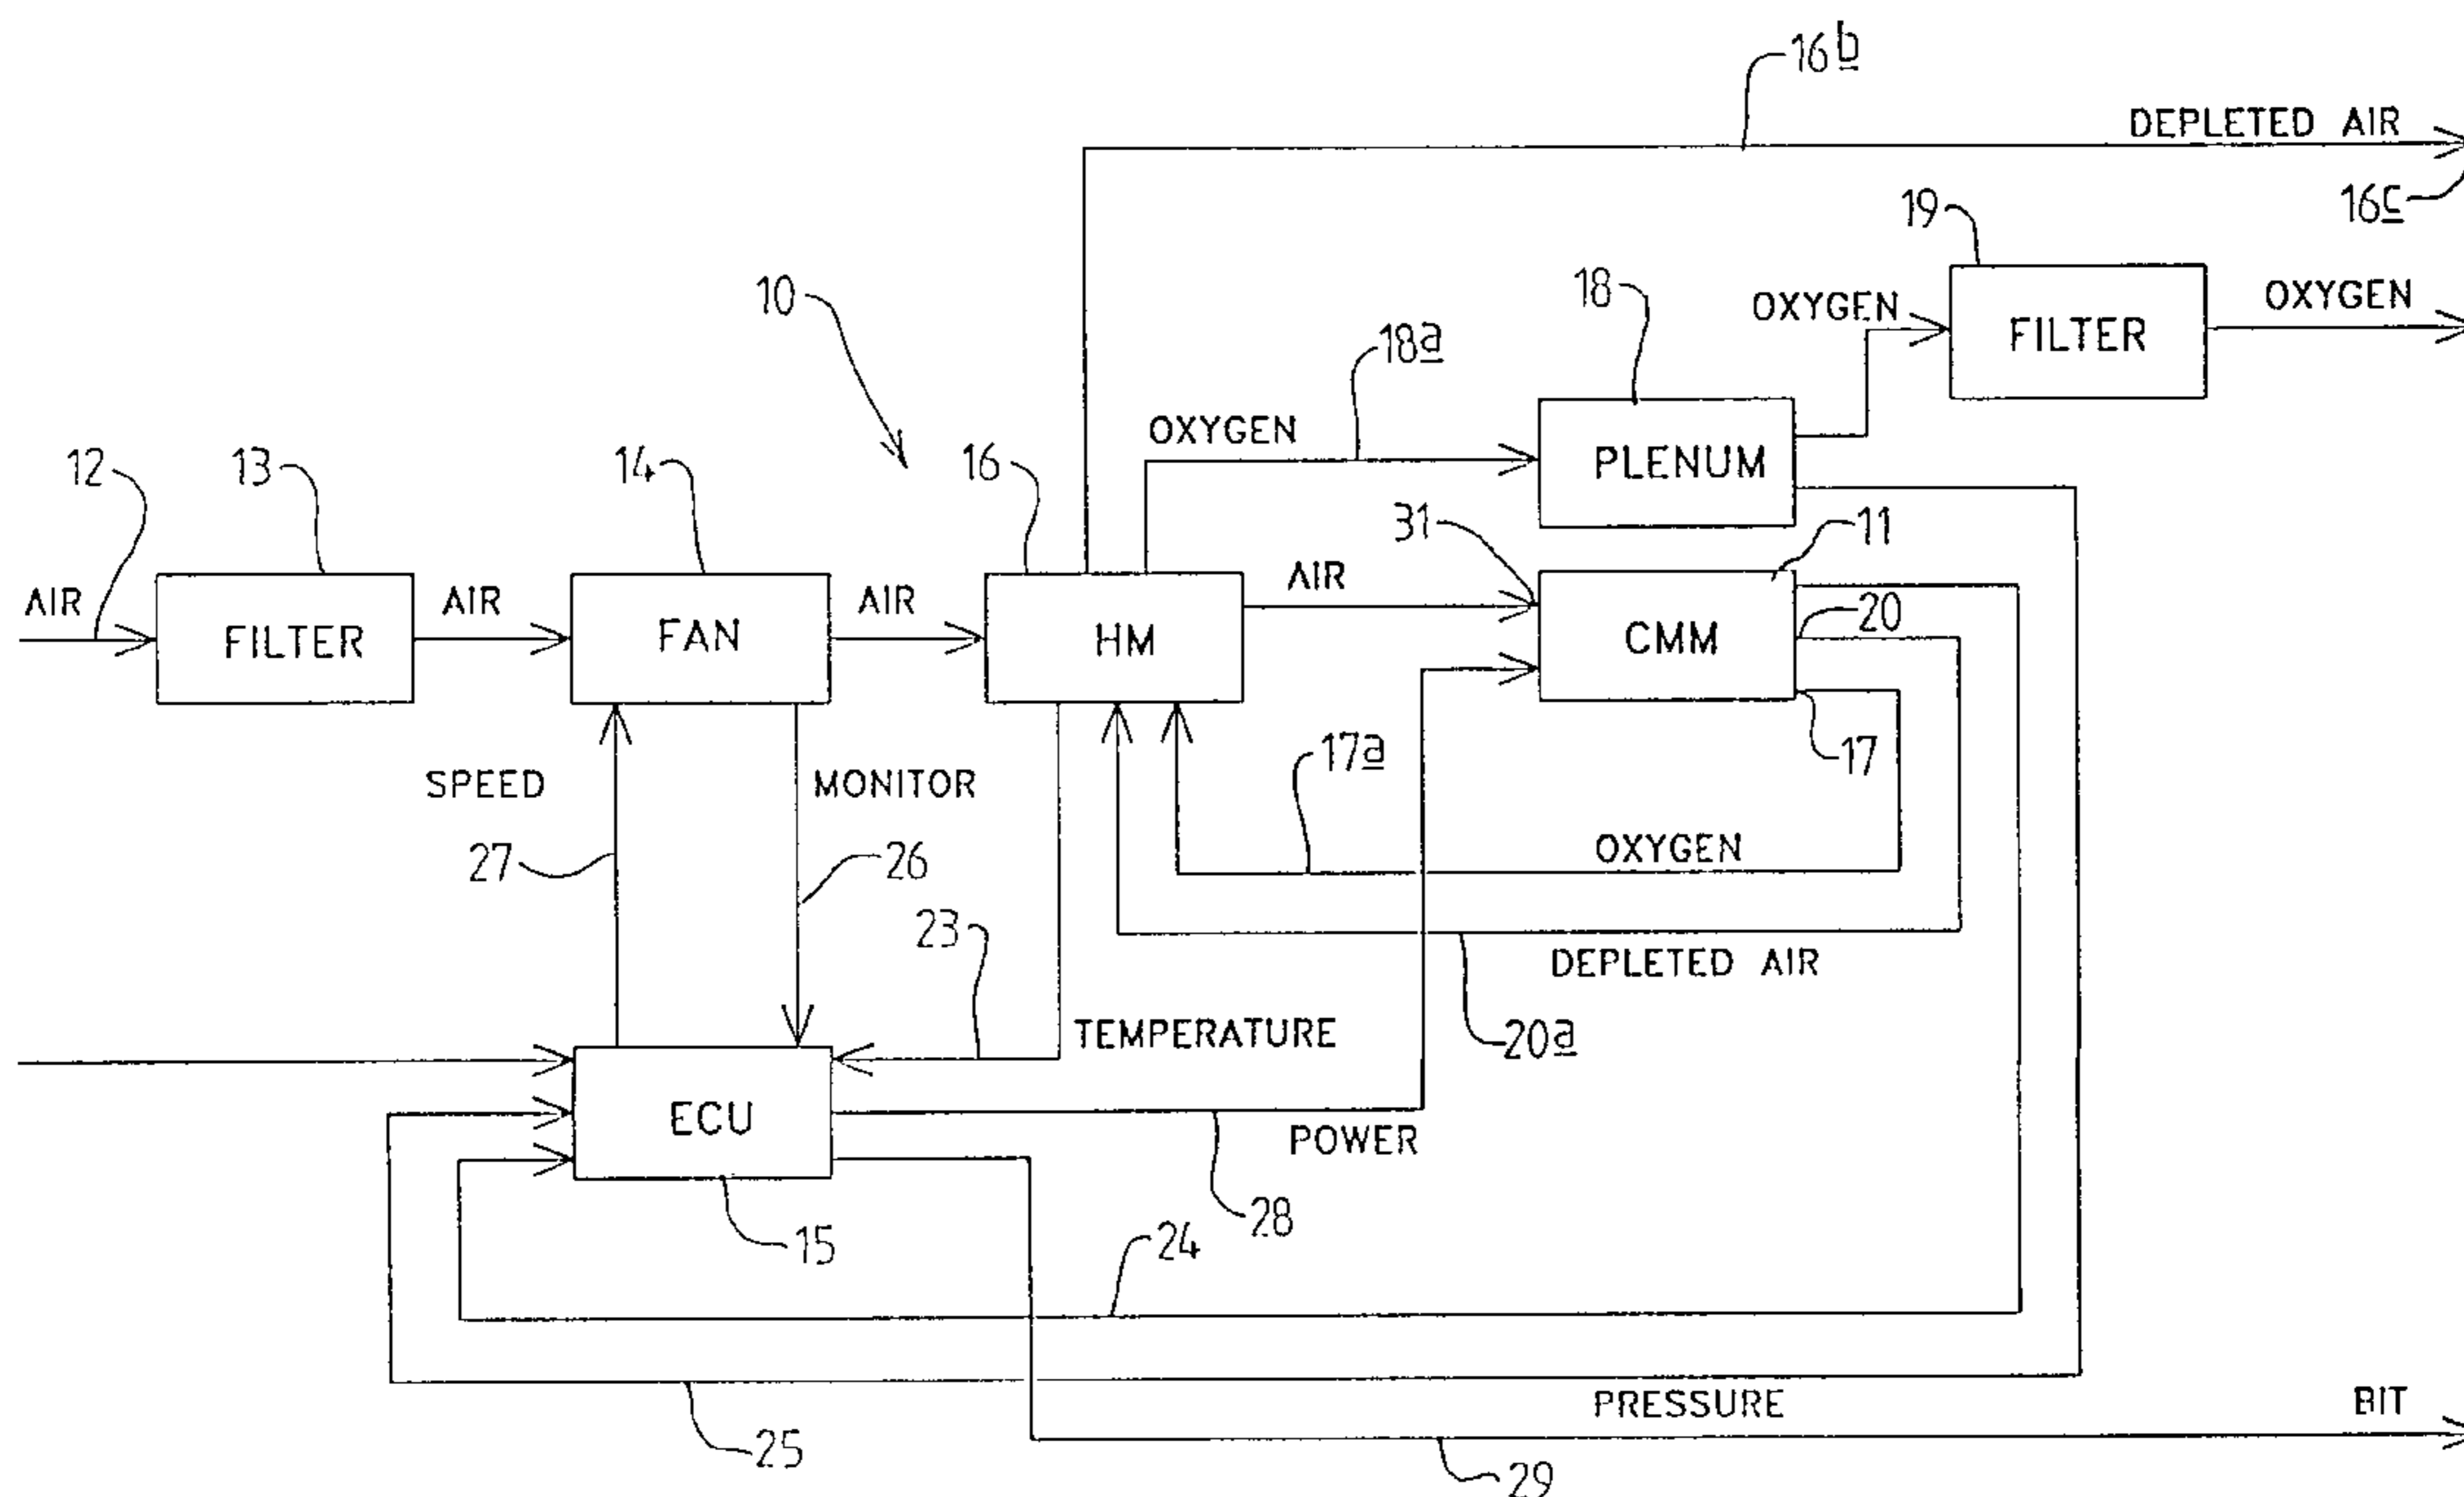 16b
DEPLETED AIR
16c
19
10
18
OXYGEN
OXYGEN
FILTER
18a
OXYGEN
12
13
14
16
PLENUM
31
11
AIR
AIR
AIR
AIR
20
FILTER
FAN
HM
CMM
17a
17
SPEED
MONITOR
27
26
OXYGEN
23
DEPLETED AIR
TEMPERATURE
20a
ECU
POWER
28
15
24
PRESSURE
BIT
25
29